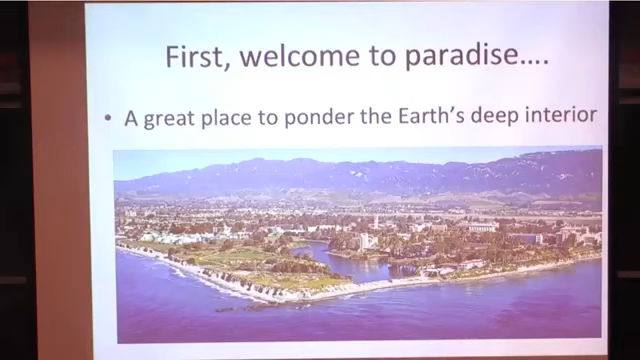 First, welcome to paradise....
• A great place to ponder the Earth's deep interior